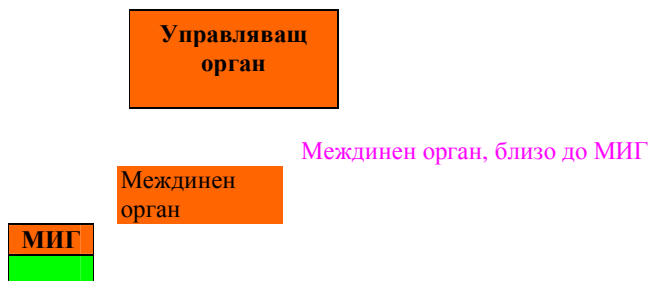 Управляващ
орган
Междинен орган, близо до МИГ
Междинен
орган
МИГ